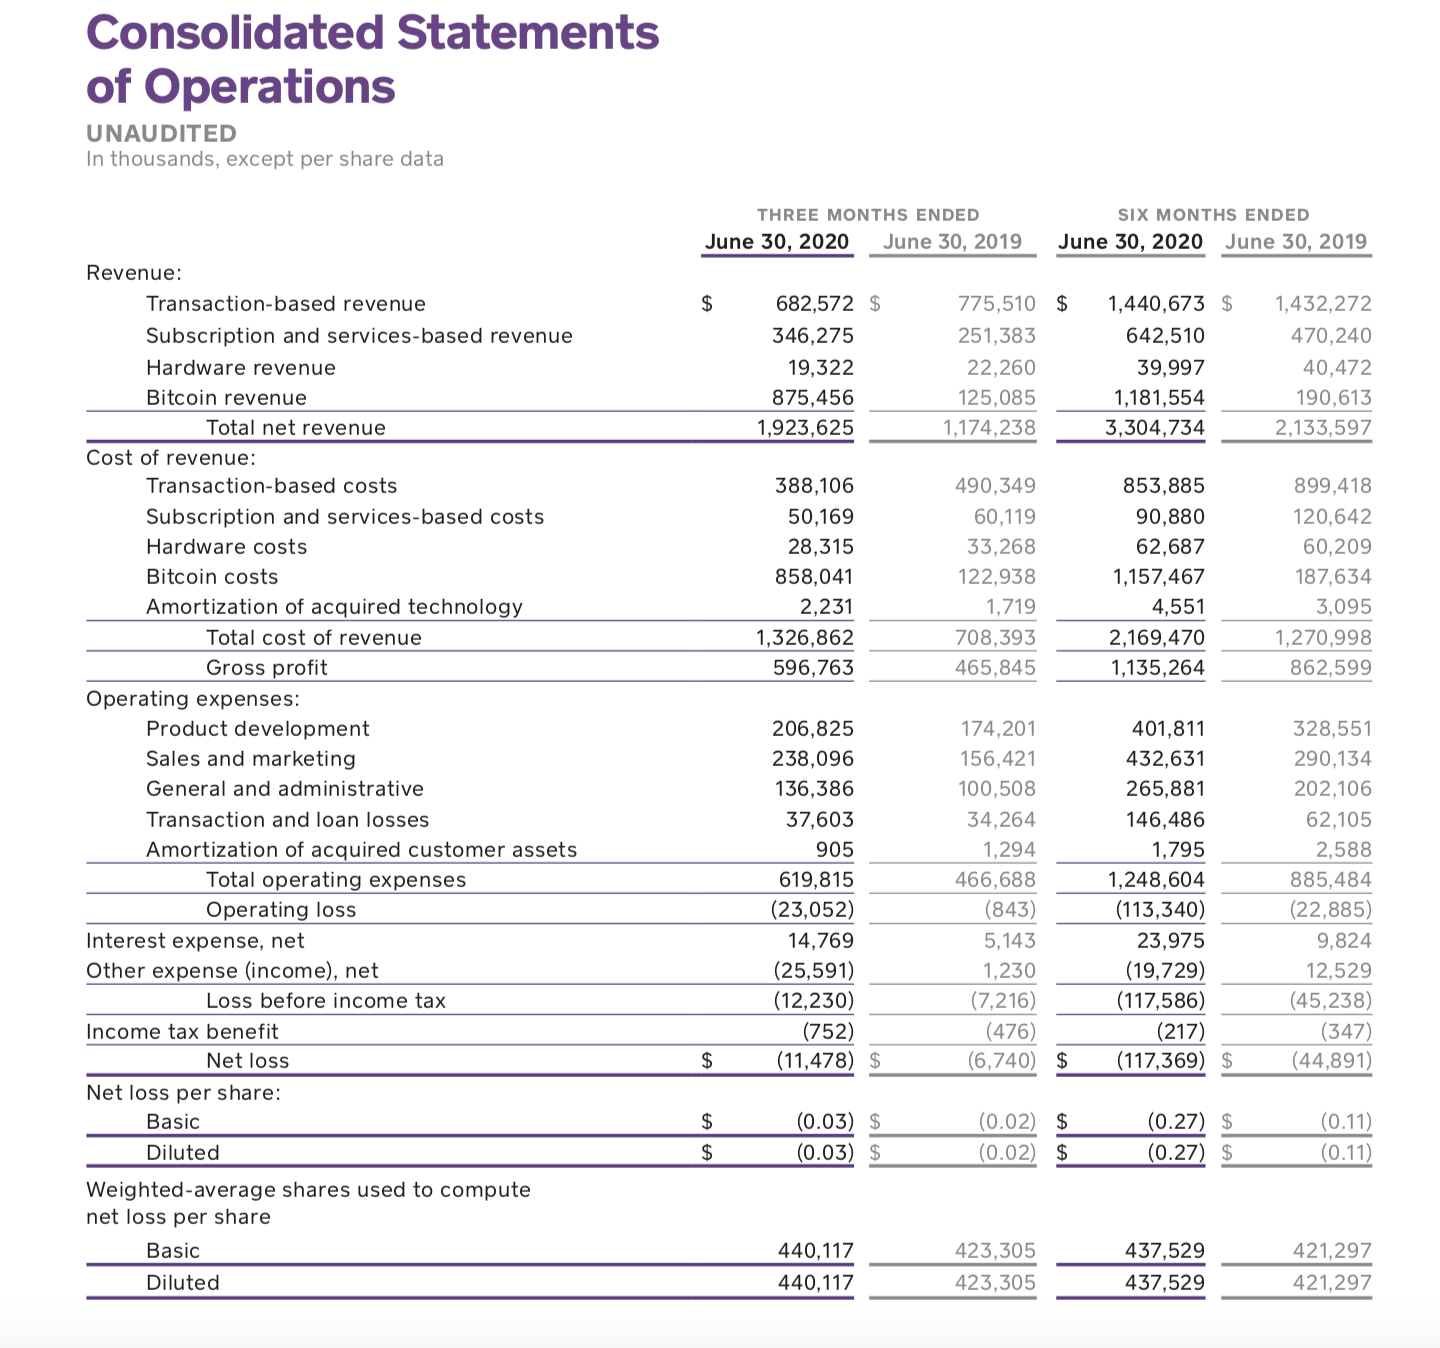 Consolidated Statements
of Operations
UNAUDITED
In thousands, except per share data
THREE MONTHS ENDED SIX MONTHS ENDED
June 30, 2020 June 30, 2019 June 30, 2020 June 30, 2019
Revenue:
Transaction-based revenue $ 682,572 $ 775,510 $ 1,440,673 $ 1,432,272
Subscription and services-based revenue 346,275 251,383 642,510 470,240
Hardware revenue 19,322 22,260 39,997 40,472
Bitcoin revenue 875,456 125,085 1,181,554 190,613
Total net revenue 1,923,625 1,174,238 3,304,734 2,133,597
Cost of revenue:
Transaction-based costs 388,106 490,349 853,885 899,418
Subscription and services-based costs 50,169 60,119 90,880 120,642
Hardware costs 28,315 33,268 62,687 60,209
Bitcoin costs 858,041 122,938 1,157,467 187,634
Amortization of acquired technology 2,231 1,719 4,551 3,095
Total cost of revenue 1,326,862 708,393 2,169,470 1,270,998
Gross profit 596,763 465,845 1,135,264 862,599
Operating expenses:
Product development 206,825 174,201 401,811 328,551
Sales and marketing 238,096 156,421 432,631 290,134
General and administrative 136,386 100,508 265,881 202,106
Transaction and loan losses 37,603 34,264 146,486 62,105
Amortization of acquired customer assets 905 1,294 1,795 2,588
Total operating expenses 619,815 466,688 1,248,604 885,484
Operating loss (23,052) (843) (113,340) (22,885)
Interest expense, net 14,769 5,143 23,975 9,824
Other expense (income), net (25,591) 1,230 (19,729) 12,529
Loss before income tax (12,230) (7,216) (117,586) (45,238)
Income tax benefit (752) (476) (217) (347)
Net loss $ (11,478) $ (6,740) $ (117,369) $ (44,891)
Net loss per share:
Basic $ (0.03) $ (0.02) $ (0.27) $ (0.11)
Diluted $ (0.03) $ (0.02) $ (0.27) $ (0.11)
Weighted-average shares used to compute
net loss per share
Basic 440,117 423,305 437,529 421,297
Diluted 440,117 423,305 437,529 421,297